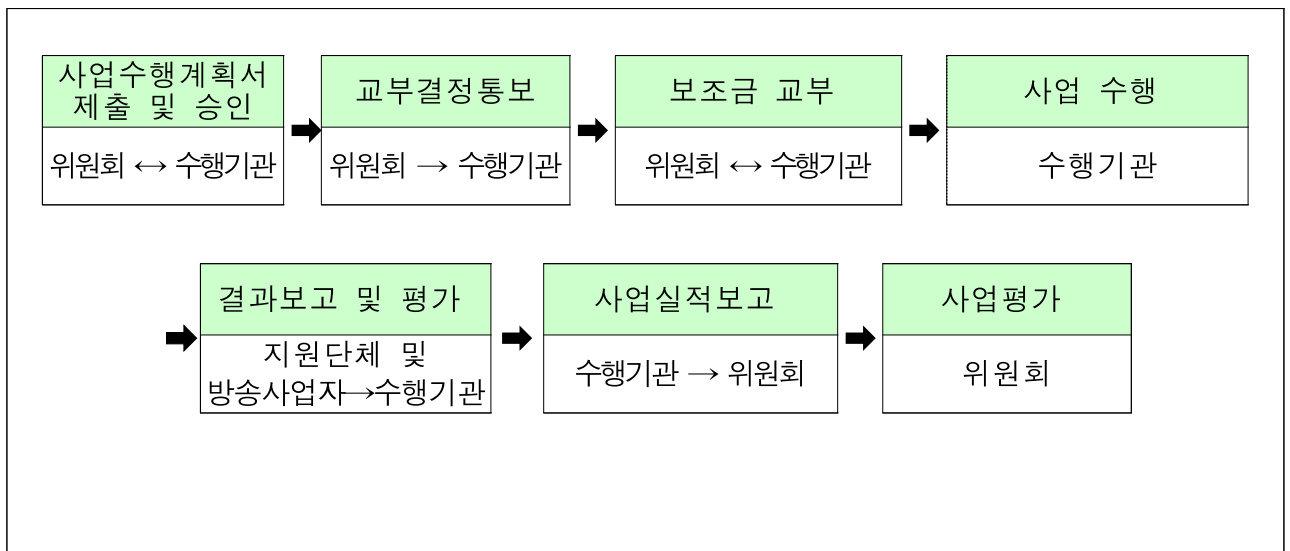 사업수행계획서
제출 및 승인
위원회 ↔ 수행기관
교부결정통보
위원회 → 수행기관
보조금 교부
위원회 ↔ 수행기관
사업 수행
수행기관
결과보고 및 평가
지원단체 및
방송사업자→수행기관
사업실적보고
수행기관 → 위원회
사업평가
위원회